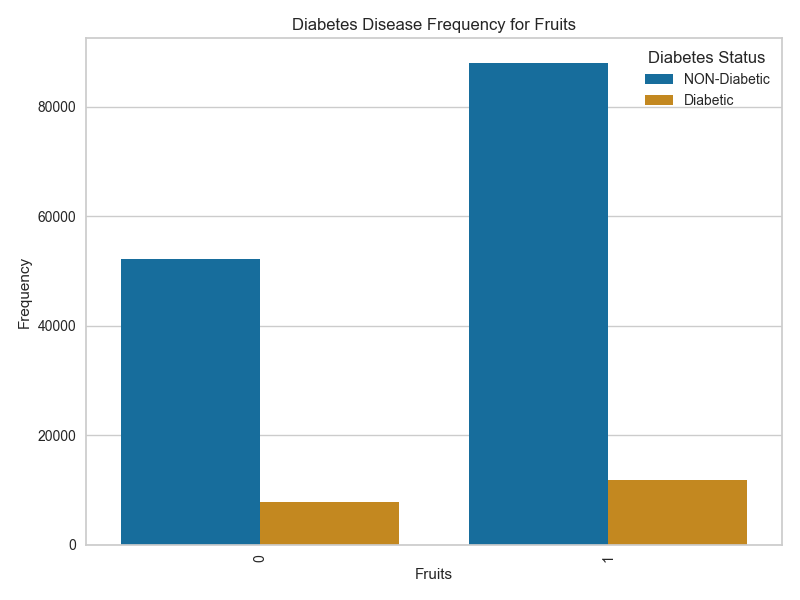 Diabetes Disease Frequency for Fruits
Diabetes Status
NON-Diabetic
Diabetic
80000
60000
40000
20000
0
Frequency
0
1
Fruits